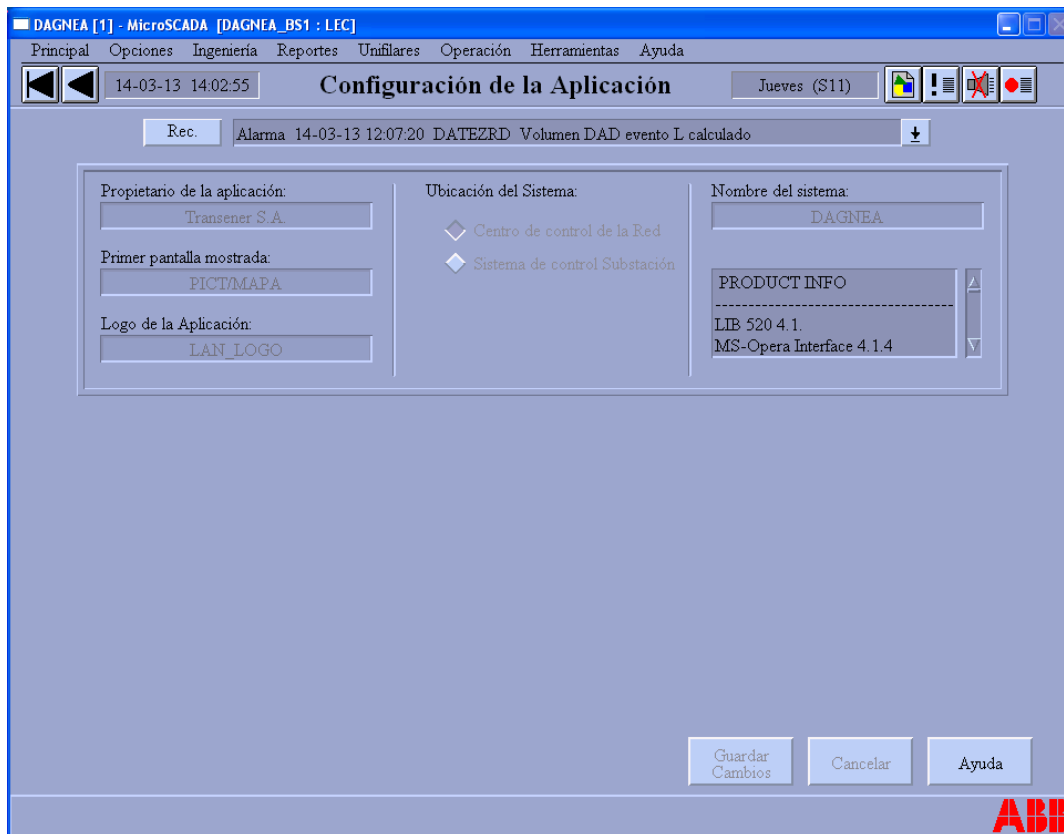 DAGNEA [1] - MicroSCADA [DAGNEA_BS1 : LEC]
Principal Opciones Ingeniería Reportes Unifilares Operación Herramientas Ayuda
14-03-13 14:02:55 Configuración de la Aplicación Jueves (S11)
Rec. Alarma 14-03-13 12:07:20 DATEZRD Volumen DAD evento L calculado
Propietario de la aplicación: Ubicación del Sistema: Nombre del sistema:
Transener S.A. DAGNEA
Centro de control de la Red
Primer pantalla mostrada:
Sistema de control Substación
PICT/MAPA PRODUCT INFO
----------------------------------
Logo de la Aplicación: LIB 520 4.1.
LAN_LOGO MS-Opera Interface 4.1.4
Guardar Cambios Cancelar Ayuda
ABB